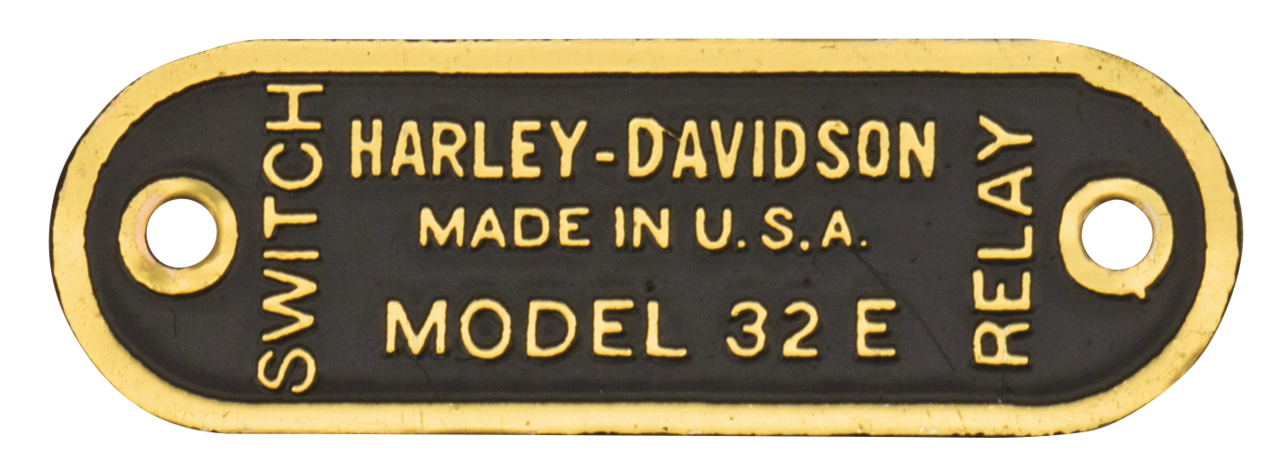 SWITCH
HARLEY-DAVIDSON
MADE IN U.S.A.
MODEL 32 E
RELAY